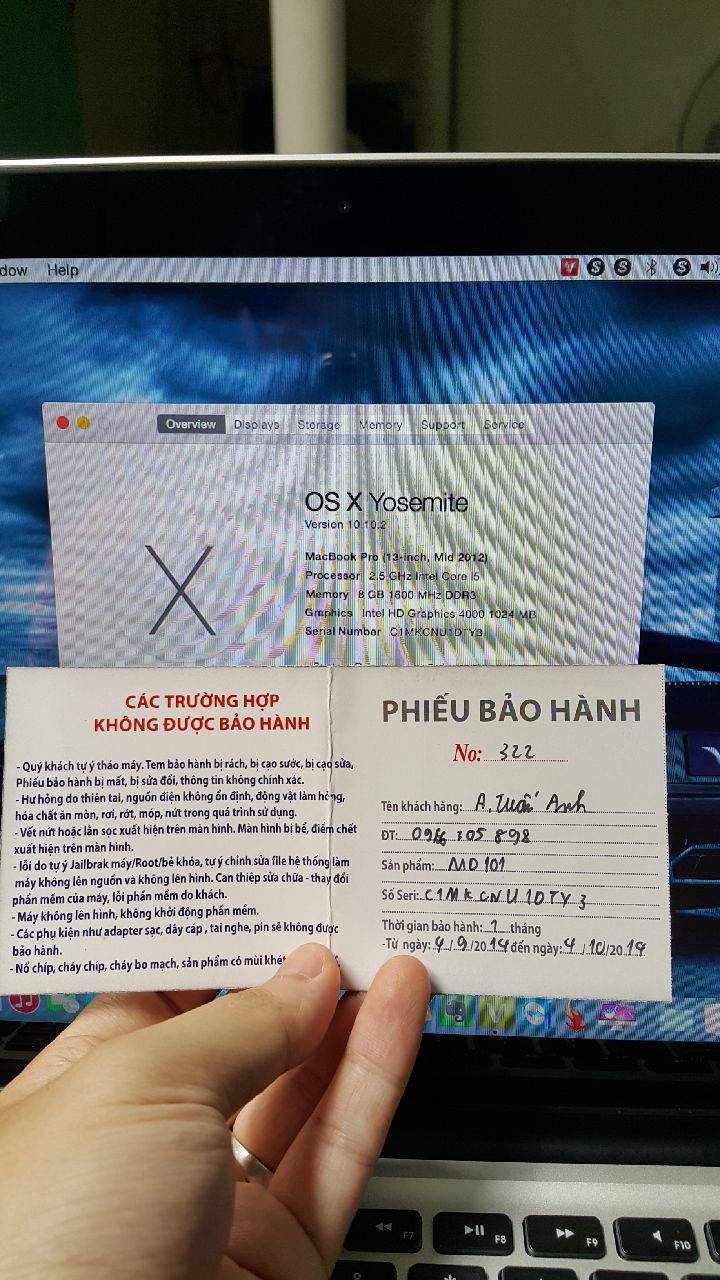 dow Help
Overview Displays Storage Memory Support Service
OS X Yosemite
Version 10.10.2
MacBook Pro (13-inch, Mid 2012)
Processor 2.5 GHz Intel Core i5
Memory 8 GB 1600 MHz DDR3
Graphics Intel HD Graphics 4000 1024 MB
Serial Number C1MKCNU1DTY3
CÁC TRƯỜNG HỢP
KHÔNG ĐƯỢC BẢO HÀNH
- Quý khách tự ý tháo máy. Tem bảo hành bị rách, bị cạo sước, bị cạo sửa,
Phiếu bảo hành bị mất, bị sửa đổi, thông tin không chính xác.
- Hư hỏng do thiên tai, nguồn điện không ổn định, động vật làm hỏng,
hóa chất ăn mòn, rơi, rớt, móp, nứt trong quá trình sử dụng.
- Vết nứt hoặc lằn sọc xuất hiện trên màn hình. Màn hình bị bể, điểm chết
xuất hiện trên màn hình.
- lỗi do tự ý Jailbrak máy/Root/bẻ khóa, tự ý chỉnh sửa file hệ thống làm
máy không lên nguồn và không lên hình. Can thiệp sửa chữa - thay đổi
phần mềm của máy, lỗi phần mềm do khách.
- Máy không lên hình, không khởi động phần mềm.
- Các phụ kiện như adapter sạc, dây cáp , tai nghe, pin sẽ không được
bảo hành.
- Nổ chíp, cháy chíp, cháy bo mạch, sản phẩm có mùi khét
PHIẾU BẢO HÀNH
No: 322
Tên khách hàng: A. Tuấn Anh
ĐT: 0966 305 898
Sản phẩm: MD 101
Số Seri: C1MKCNU1DTY3
Thời gian bảo hành: 1 tháng
-Từ ngày: 4/9/2014 đến ngày: 4/10/2014
F7
F8
F9
F10